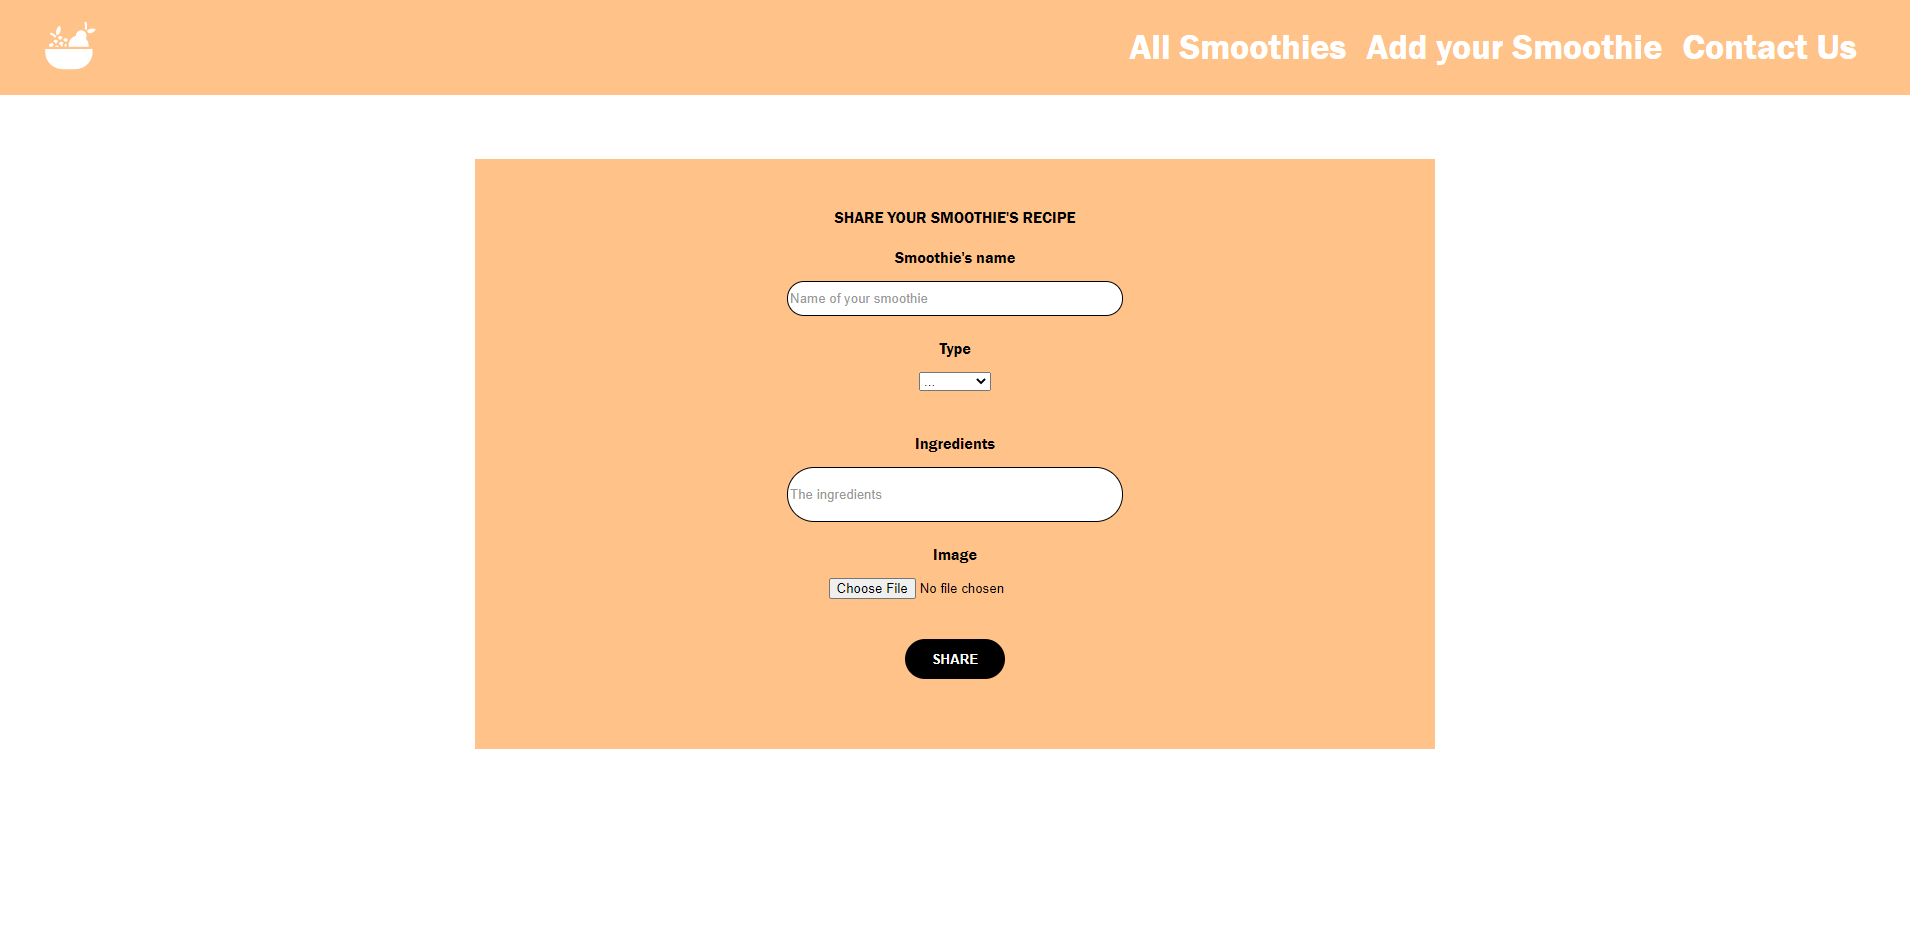 All Smoothies Add your Smoothie Contact Us
SHARE YOUR SMOOTHIE'S RECIPE
Smoothie's name
Name of your smoothie
Type
...
Ingredients
The ingredients
Image
Choose File No file chosen
SHARE